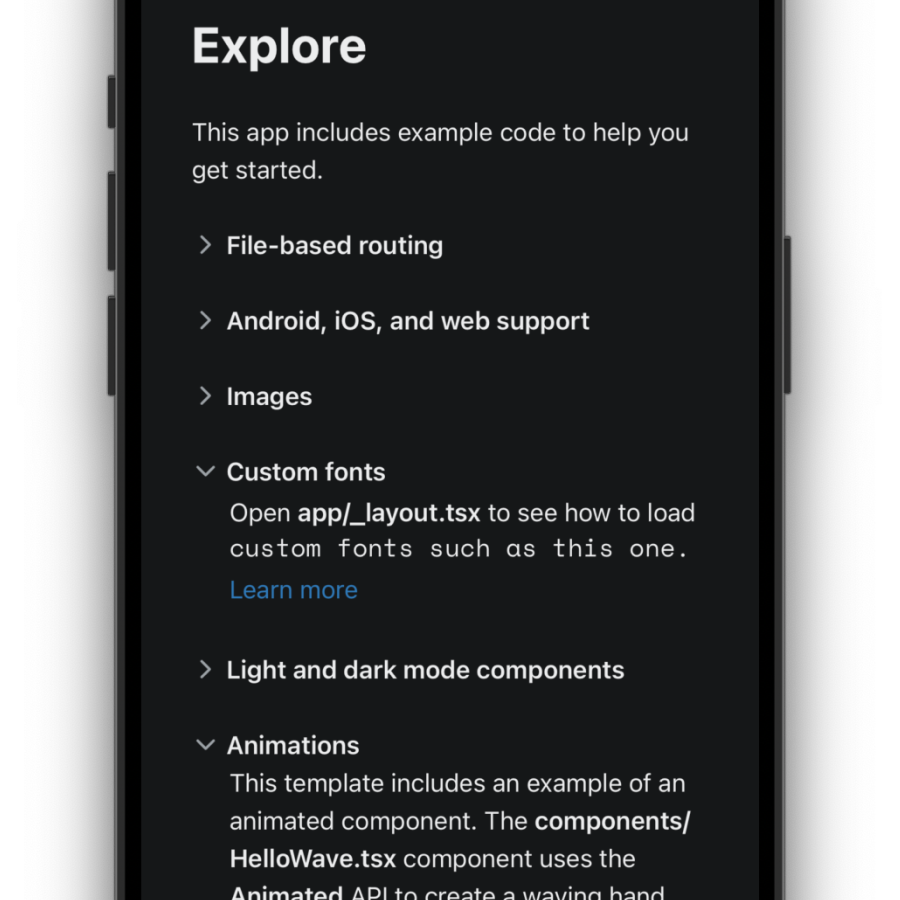 Explore
This app includes example code to help you
get started.
File-based routing
Android, iOS, and web support
Images
Custom fonts
Open app/_layout.tsx to see how to load
custom fonts such as this one.
Learn more
Light and dark mode components
Animations
This template includes an example of an
animated component. The components/
HelloWave.tsx component uses the
Animated API to create a waving hand